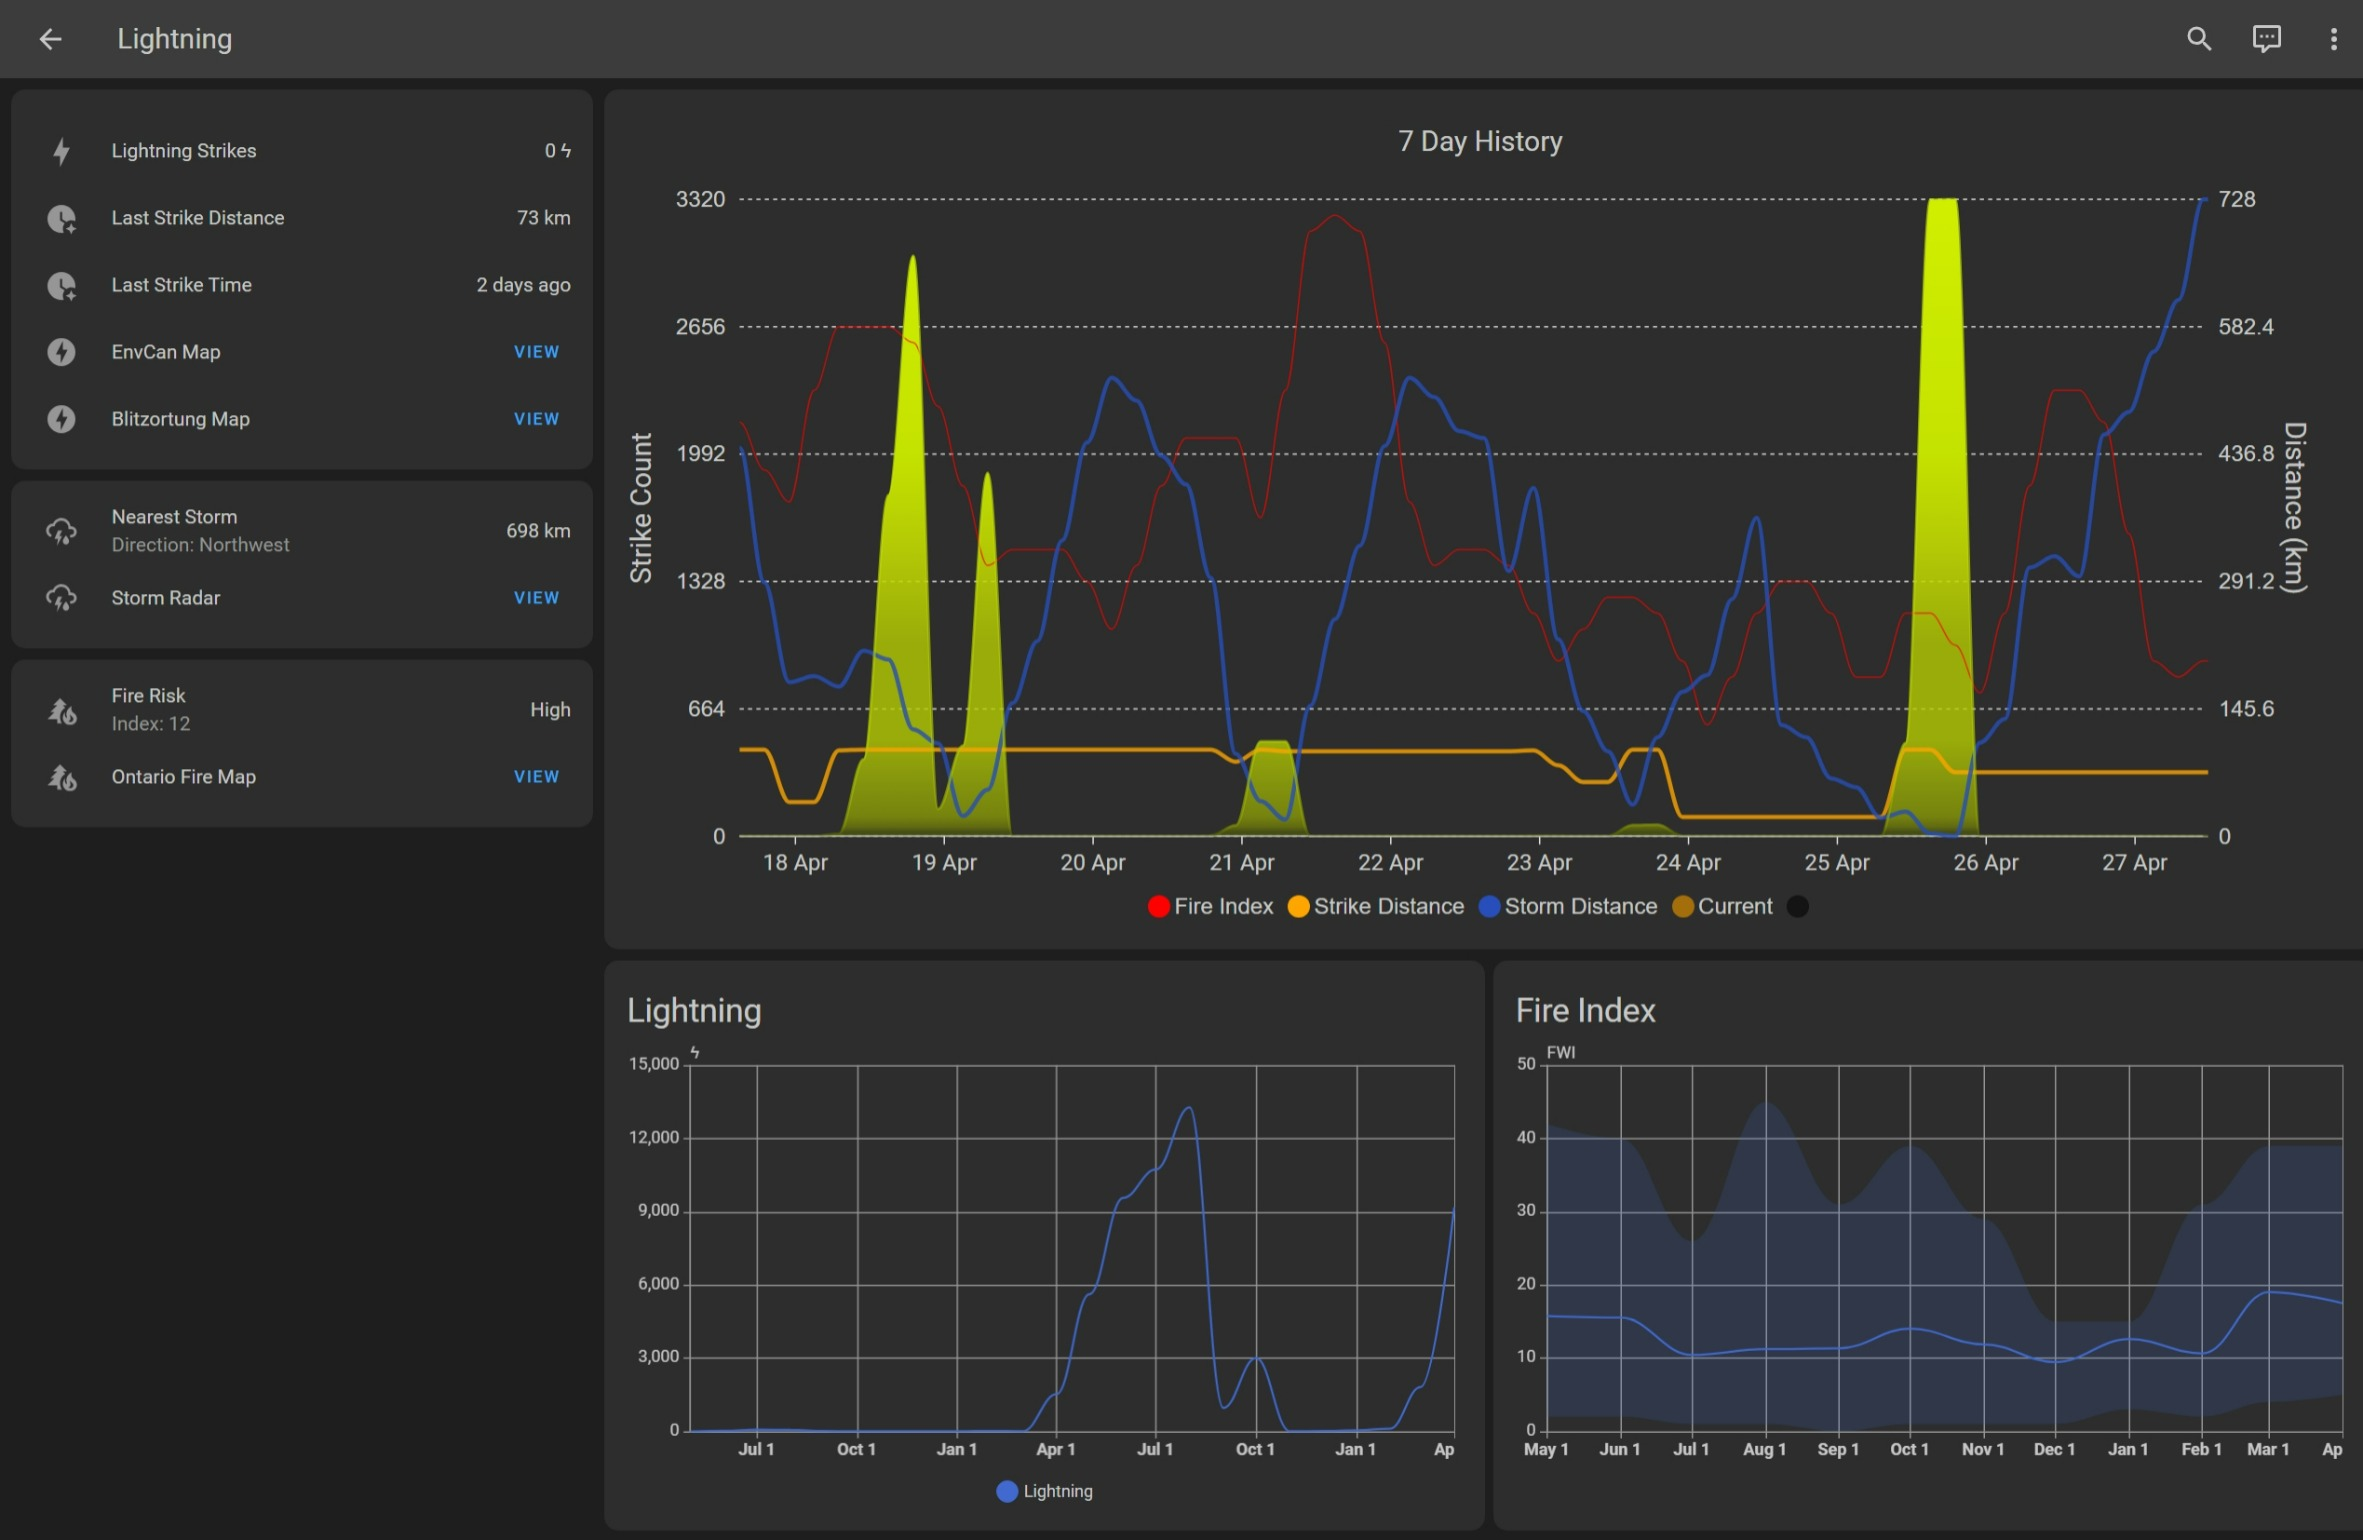 Lightning
Lightning Strikes 0 ϟ
Last Strike Distance 73 km
Last Strike Time 2 days ago
EnvCan Map VIEW
Blitzortung Map VIEW
Nearest Storm 698 km
Direction: Northwest
Storm Radar VIEW
Fire Risk High
Index: 12
Ontario Fire Map VIEW
7 Day History
3320 728
2656 582.4
1992 436.8
1328 291.2
664 145.6
0 0
Strike Count
Distance (km)
18 Apr 19 Apr 20 Apr 21 Apr 22 Apr 23 Apr 24 Apr 25 Apr 26 Apr 27 Apr
Fire Index Strike Distance Storm Distance Current
Lightning
ϟ
15,000
12,000
9,000
6,000
3,000
0
Jul 1 Oct 1 Jan 1 Apr 1 Jul 1 Oct 1 Jan 1 Ap
Lightning
Fire Index
FWI
50
40
30
20
10
0
May 1 Jun 1 Jul 1 Aug 1 Sep 1 Oct 1 Nov 1 Dec 1 Jan 1 Feb 1 Mar 1 Ap